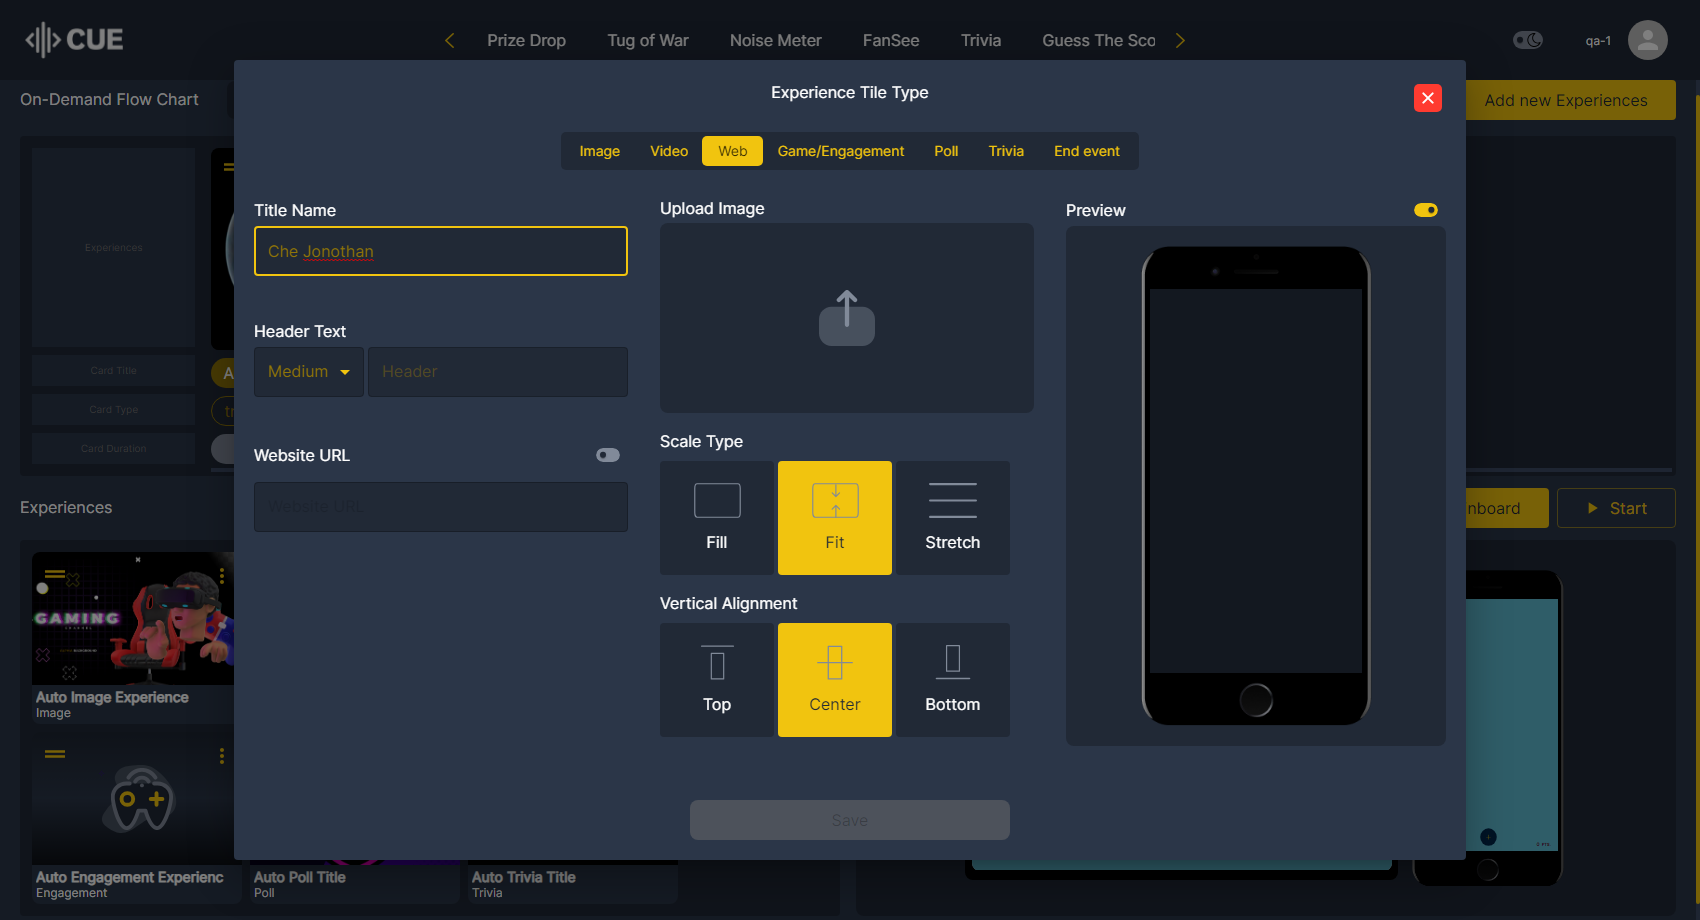 CUE
Prize Drop
Tug of War
Noise Meter
FanSee
Trivia
Guess The Sco
qa-1
On-Demand Flow Chart
Add new Experiences
Experience Tile Type
Image
Video
Web
Game/Engagement
Poll
Trivia
End event
Title Name
Che Jonothan
Header Text
Medium
Header
Website URL
Website URL
Upload Image
Scale Type
Fill
Fit
Stretch
Vertical Alignment
Top
Center
Bottom
Preview
Save
Experiences
Card Title
A
Card Type
tr
Card Duration
Experiences
nboard
Start
GAMING
Auto Image Experience
Image
Auto Engagement Experienc
Engagement
Auto Poll Title
Poll
Auto Trivia Title
Trivia